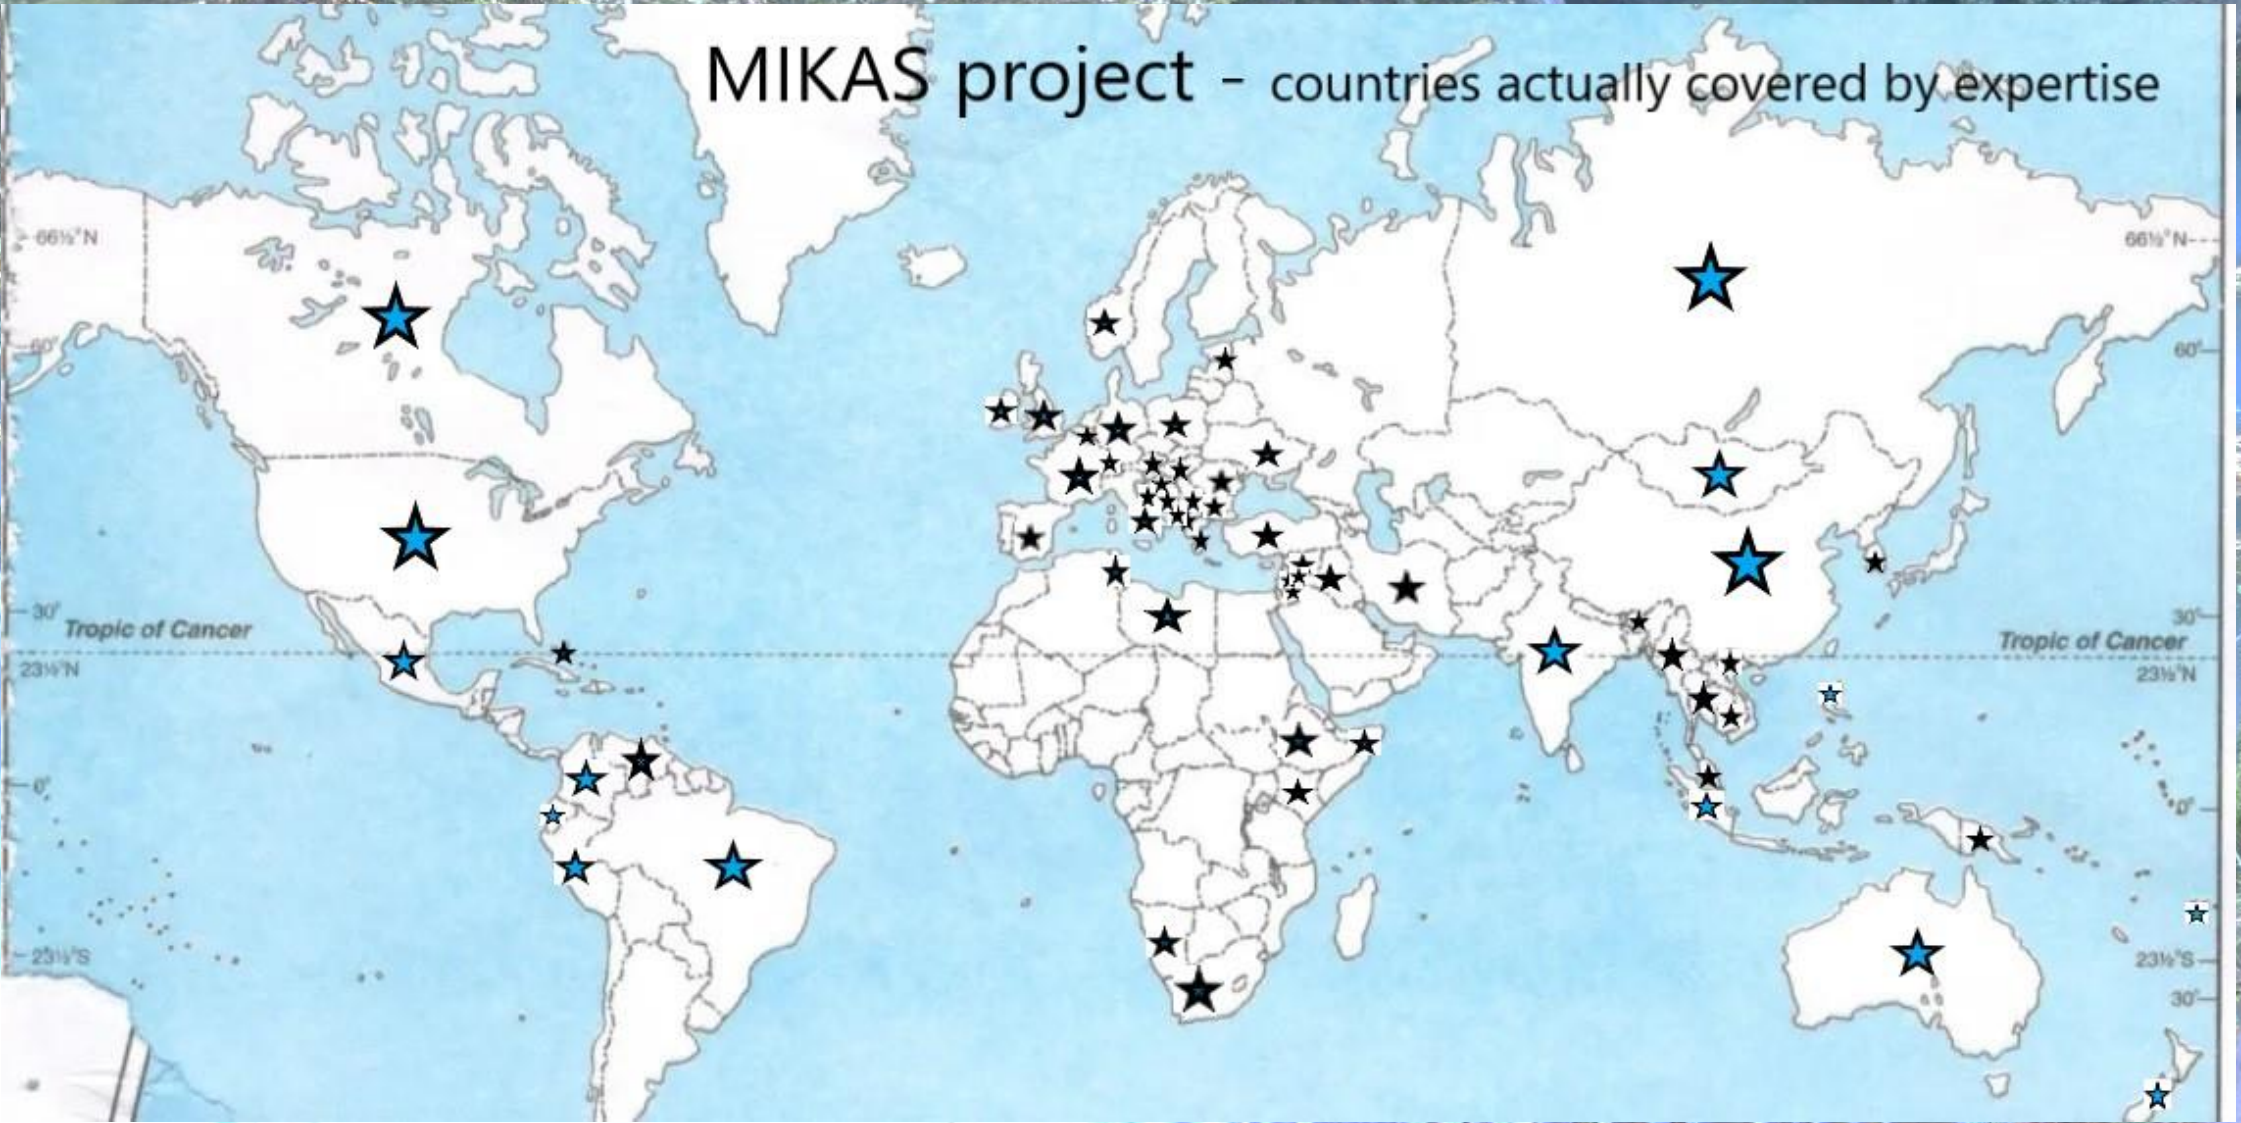 MIKAS project - countries actually covered by expertise
66½°N
66½°N
60°
60°
30°
30°
Tropic of Cancer
Tropic of Cancer
23½°N
23½°N
0°
0°
23½°S
23½°S
30°